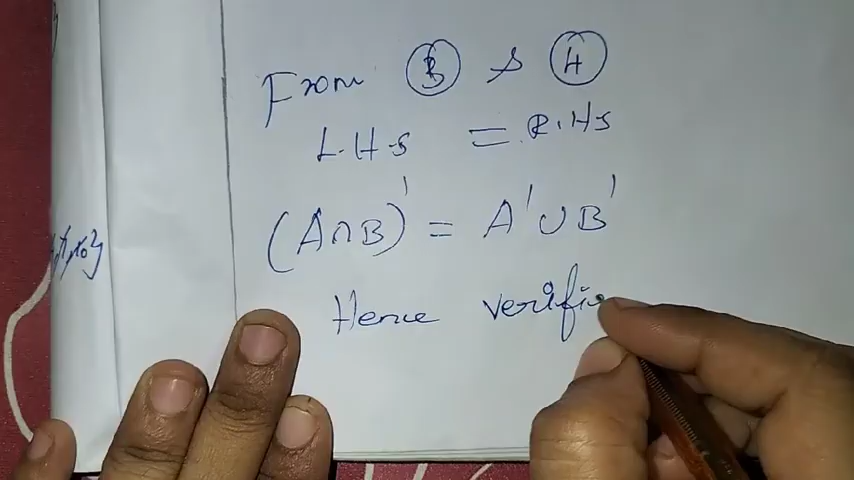 From ③ & ④
L.H.S = R.H.S
(A∩B)' = A'∪B'
Hence verifie